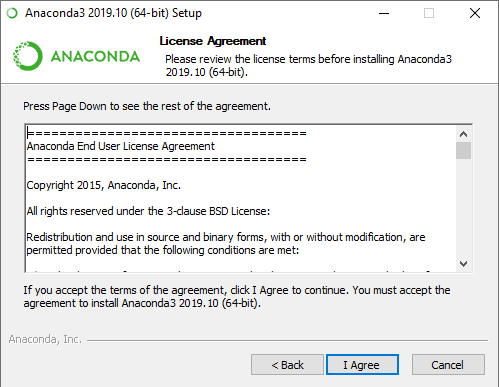 Anaconda3 2019.10 (64-bit) Setup
ANACONDA
License Agreement
Please review the license terms before installing Anaconda3
2019.10 (64-bit).
Press Page Down to see the rest of the agreement.
===================================
Anaconda End User License Agreement
===================================
Copyright 2015, Anaconda, Inc.
All rights reserved under the 3-clause BSD License:
Redistribution and use in source and binary forms, with or without modification, are
permitted provided that the following conditions are met:
If you accept the terms of the agreement, click I Agree to continue. You must accept the
agreement to install Anaconda3 2019.10 (64-bit).
Anaconda, Inc.
< Back
I Agree
Cancel